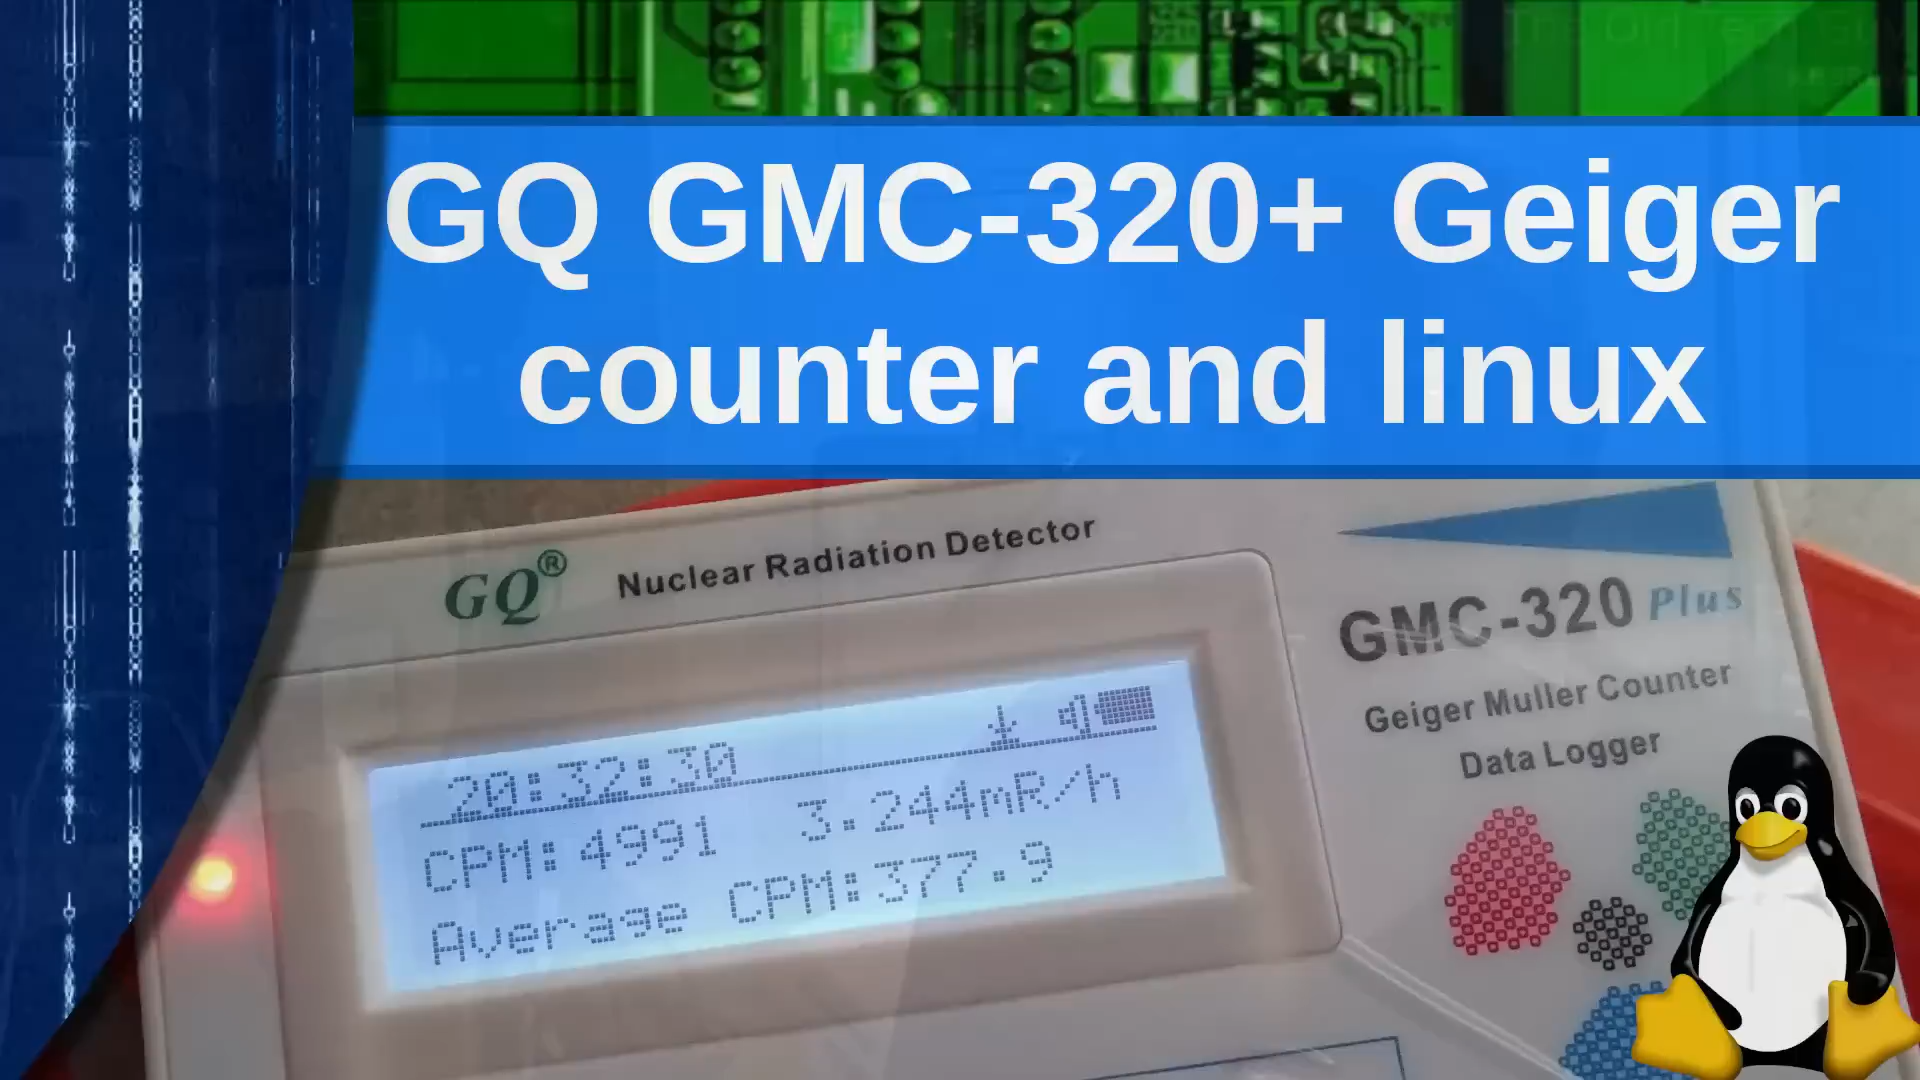 GQ GMC-320+ Geiger
counter and linux
GQ® Nuclear Radiation Detector
GMC-320 Plus
Geiger Muller Counter
Data Logger
20:32:30
CPM:4991 3.244mR/h
Average CPM:377.9